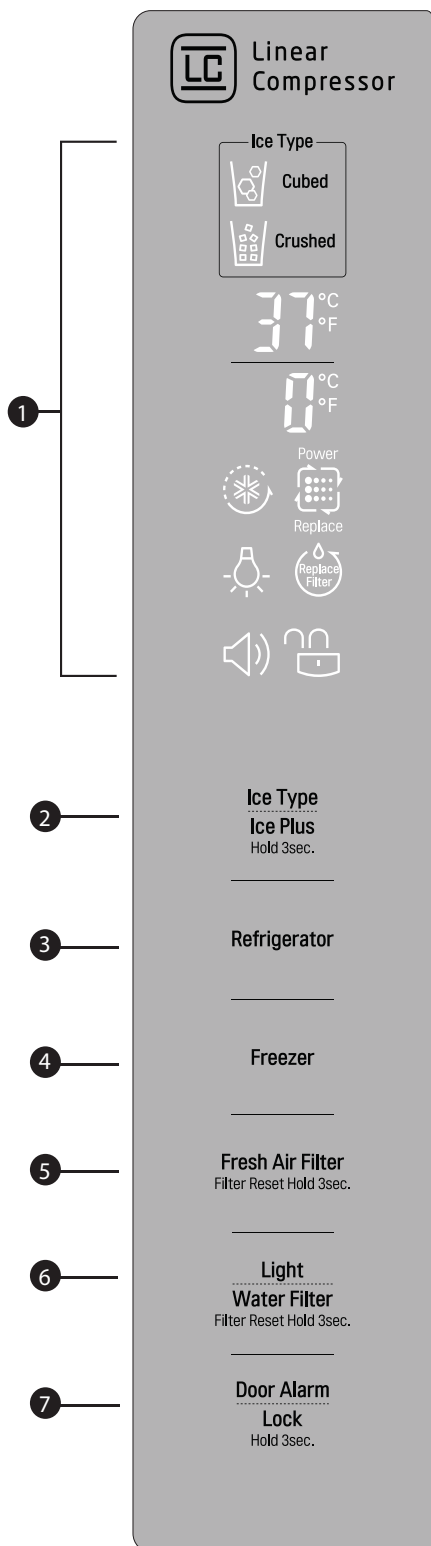 LC
Linear
Compressor
Ice Type
Cubed
Crushed
37 °C
°F
0 °C
°F
Power
Replace
Replace
Filter
1
2
Ice Type
Ice Plus
Hold 3sec.
3
Refrigerator
4
Freezer
5
Fresh Air Filter
Filter Reset Hold 3sec.
6
Light
Water Filter
Filter Reset Hold 3sec.
7
Door Alarm
Lock
Hold 3sec.